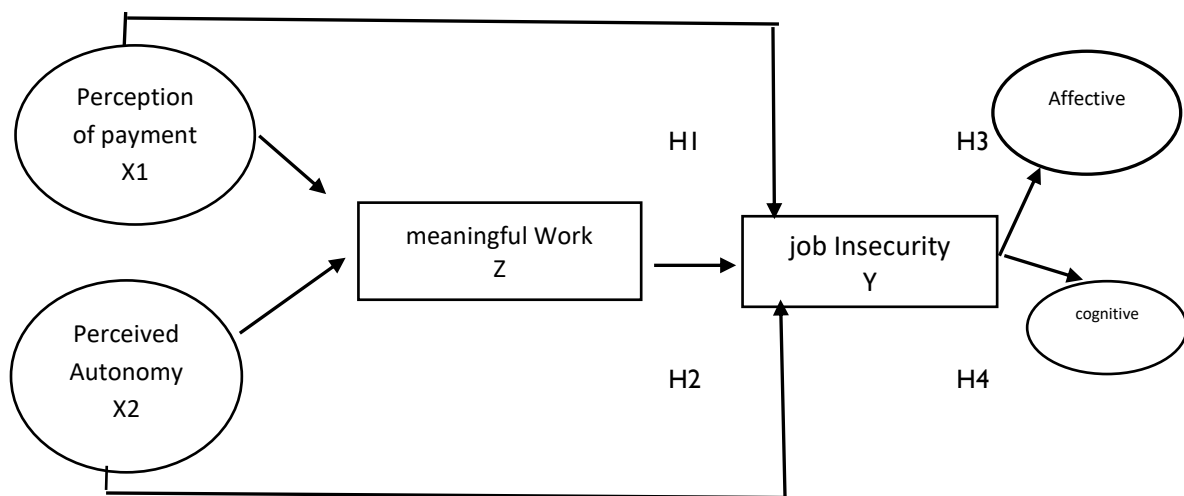 Perception
of payment
X1
Perceived
Autonomy
X2
meaningful Work
Z
H1
H2
job Insecurity
Y
H3
H4
Affective
cognitive